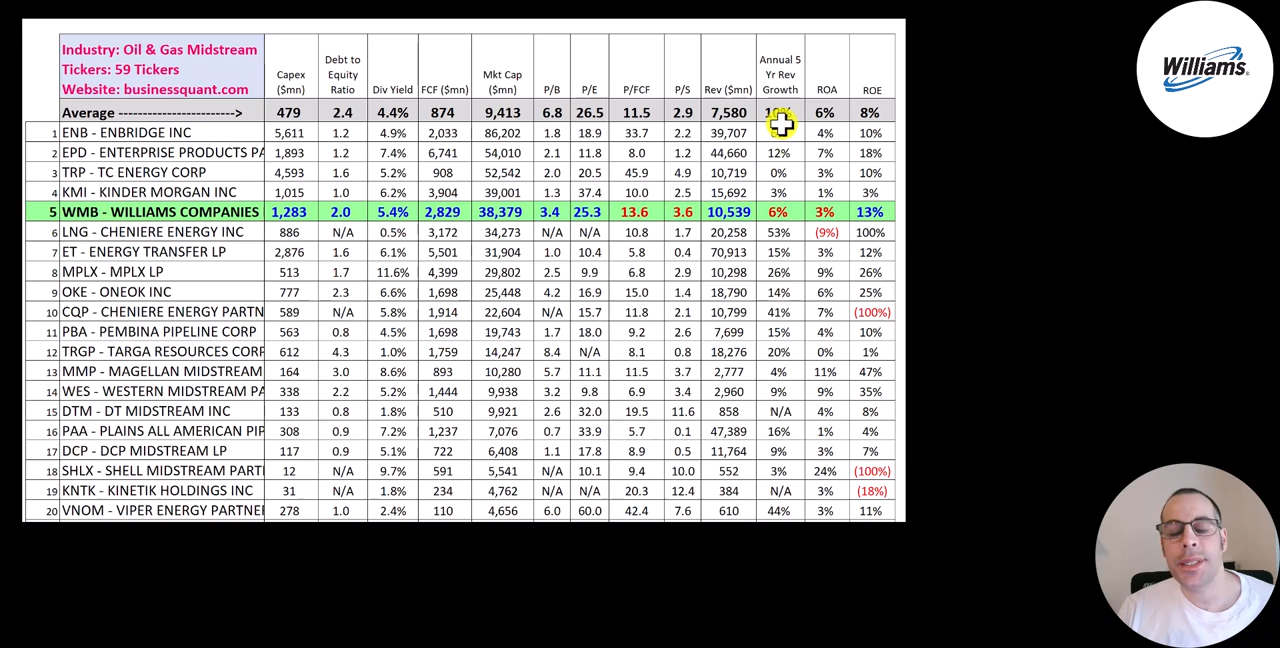 Industry: Oil & Gas Midstream
Tickers: 59 Tickers
Website: businessquant.com
Capex ($mn) Debt to Equity Ratio Div Yield FCF ($mn) Mkt Cap ($mn) P/B P/E P/FCF P/S Rev ($mn) Annual 5 Yr Rev Growth ROA ROE
Average -----------------------> 479 2.4 4.4% 874 9,413 6.8 26.5 11.5 2.9 7,580 6% 8%
1 ENB - ENBRIDGE INC 5,611 1.2 4.9% 2,033 86,202 1.8 18.9 33.7 2.2 39,707 4% 10%
2 EPD - ENTERPRISE PRODUCTS PA 1,893 1.2 7.4% 6,741 54,010 2.1 11.8 8.0 1.2 44,660 12% 7% 18%
3 TRP - TC ENERGY CORP 4,593 1.6 5.2% 908 52,542 2.0 20.5 45.9 4.9 10,719 0% 3% 10%
4 KMI - KINDER MORGAN INC 1,015 1.0 6.2% 3,904 39,001 1.3 37.4 10.0 2.5 15,692 3% 1% 3%
5 WMB - WILLIAMS COMPANIES 1,283 2.0 5.4% 2,829 38,379 3.4 25.3 13.6 3.6 10,539 6% 3% 13%
6 LNG - CHENIERE ENERGY INC 886 N/A 0.5% 3,172 34,273 N/A N/A 10.8 1.7 20,258 53% (9%) 100%
7 ET - ENERGY TRANSFER LP 2,876 1.6 6.1% 5,501 31,904 1.0 10.4 5.8 0.4 70,913 15% 3% 12%
8 MPLX - MPLX LP 513 1.7 11.6% 4,399 29,802 2.5 9.9 6.8 2.9 10,298 26% 9% 26%
9 OKE - ONEOK INC 777 2.3 6.6% 1,698 25,448 4.2 16.9 15.0 1.4 18,790 14% 6% 25%
10 CQP - CHENIERE ENERGY PARTN 589 N/A 5.8% 1,914 22,604 N/A 15.7 11.8 2.1 10,799 41% 7% (100%)
11 PBA - PEMBINA PIPELINE CORP 563 0.8 4.5% 1,698 19,743 1.7 18.0 9.2 2.6 7,699 15% 4% 10%
12 TRGP - TARGA RESOURCES CORP 612 4.3 1.0% 1,759 14,247 8.4 N/A 8.1 0.8 18,276 20% 0% 1%
13 MMP - MAGELLAN MIDSTREAM 164 3.0 8.6% 893 10,280 5.7 11.1 11.5 3.7 2,777 4% 11% 47%
14 WES - WESTERN MIDSTREAM PA 338 2.2 5.2% 1,444 9,938 3.2 9.8 6.9 3.4 2,960 9% 9% 35%
15 DTM - DT MIDSTREAM INC 133 0.8 1.8% 510 9,921 2.6 32.0 19.5 11.6 858 N/A 4% 8%
16 PAA - PLAINS ALL AMERICAN PIP 308 0.9 7.2% 1,237 7,076 0.7 33.9 5.7 0.1 47,389 16% 1% 4%
17 DCP - DCP MIDSTREAM LP 117 0.9 5.1% 722 6,408 1.1 17.8 8.9 0.5 11,764 9% 3% 7%
18 SHLX - SHELL MIDSTREAM PARTI 12 N/A 9.7% 591 5,541 N/A 10.1 9.4 10.0 552 3% 24% (100%)
19 KNTK - KINETIK HOLDINGS INC 31 N/A 1.8% 234 4,762 N/A N/A 20.3 12.4 384 N/A 3% (18%)
20 VNOM - VIPER ENERGY PARTNE 278 1.0 2.4% 110 4,656 6.0 60.0 42.4 7.6 610 44% 3% 11%
Williams